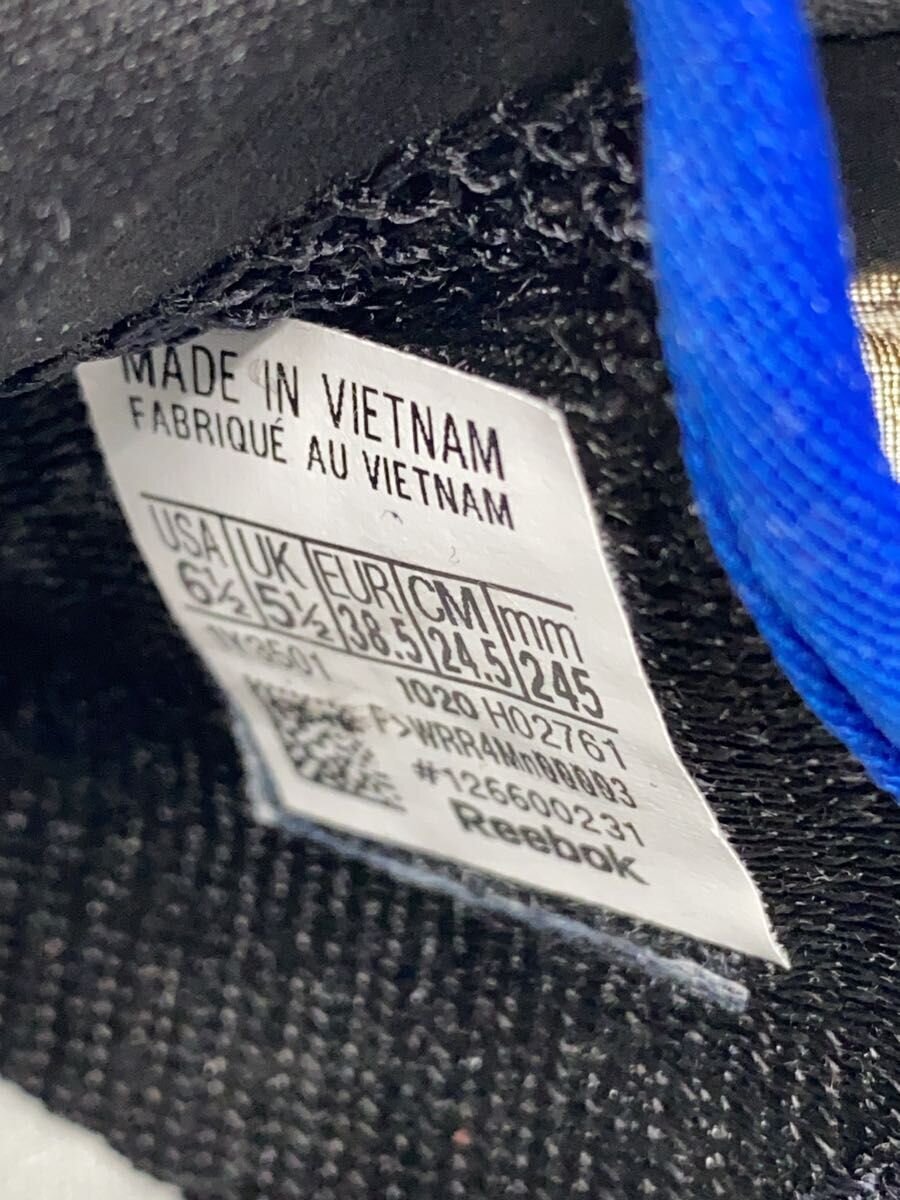 MADE IN VIETNAM
FABRIQUÉ AU VIETNAM
USA UK EUR CM mm
6½ 5½ 38.5 24.5 245
1Y3501 1020 H02761
#126600231
Reebok